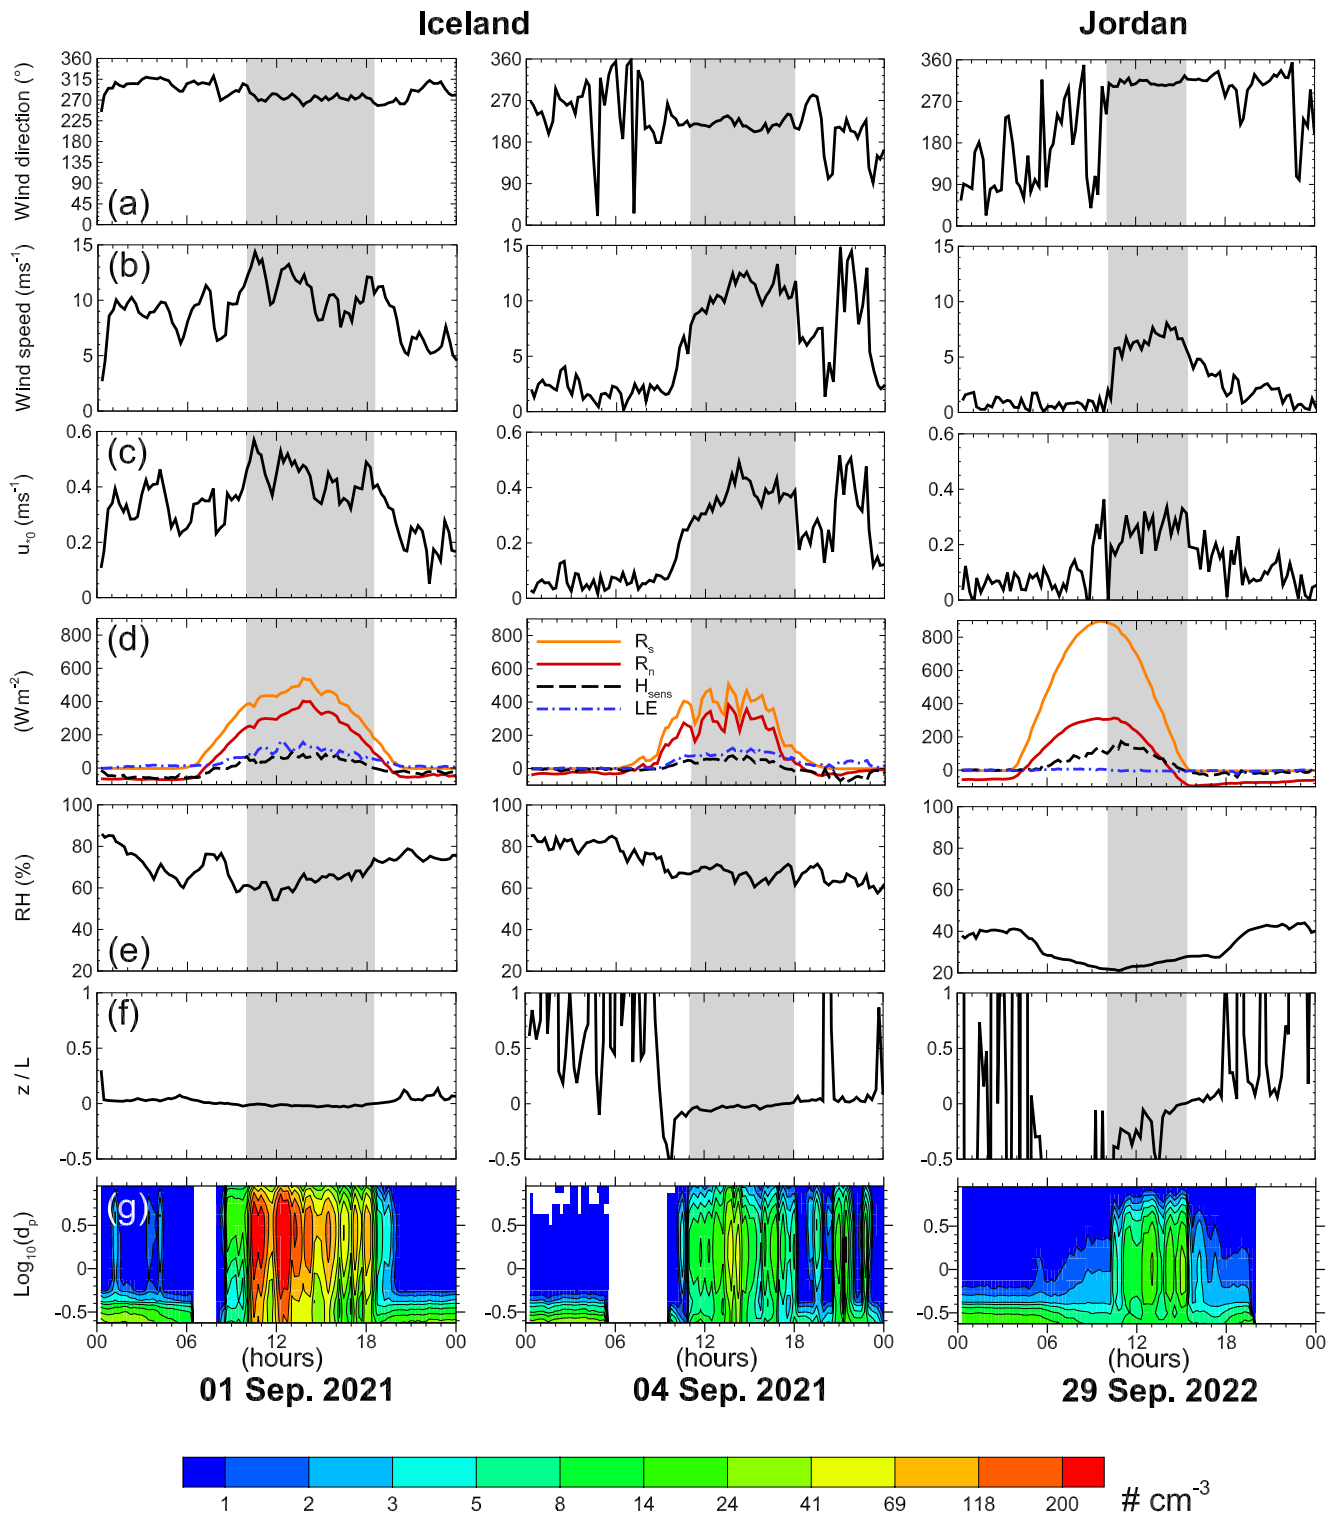 Iceland Jordan
Wind direction (°)
360 315 270 225 180 135 90 45 0
(a)
360 270 180 90 0
360 270 180 90 0
Wind speed (ms-1)
15 10 5 0
(b)
15 10 5 0
15 10 5 0
u*0 (ms-1)
0.6 0.4 0.2 0
(c)
0.6 0.4 0.2 0
0.6 0.4 0.2 0
(Wm-2)
800 600 400 200 0
(d)
800 600 400 200 0
Rs
Rn
Hsens
LE
800 600 400 200 0
RH (%)
100 80 60 40 20
(e)
100 80 60 40 20
100 80 60 40 20
z / L
1 0.5 0 -0.5
(f)
1 0.5 0 -0.5
1 0.5 0 -0.5
Log10(dp)
0.5 0 -0.5
(g)
0.5 0 -0.5
0.5 0 -0.5
00 06 12 18 00 06 12 18 00 00 06 12 18 00
(hours) (hours) (hours)
01 Sep. 2021 04 Sep. 2021 29 Sep. 2022
1 2 3 5 8 14 24 41 69 118 200
# cm-3